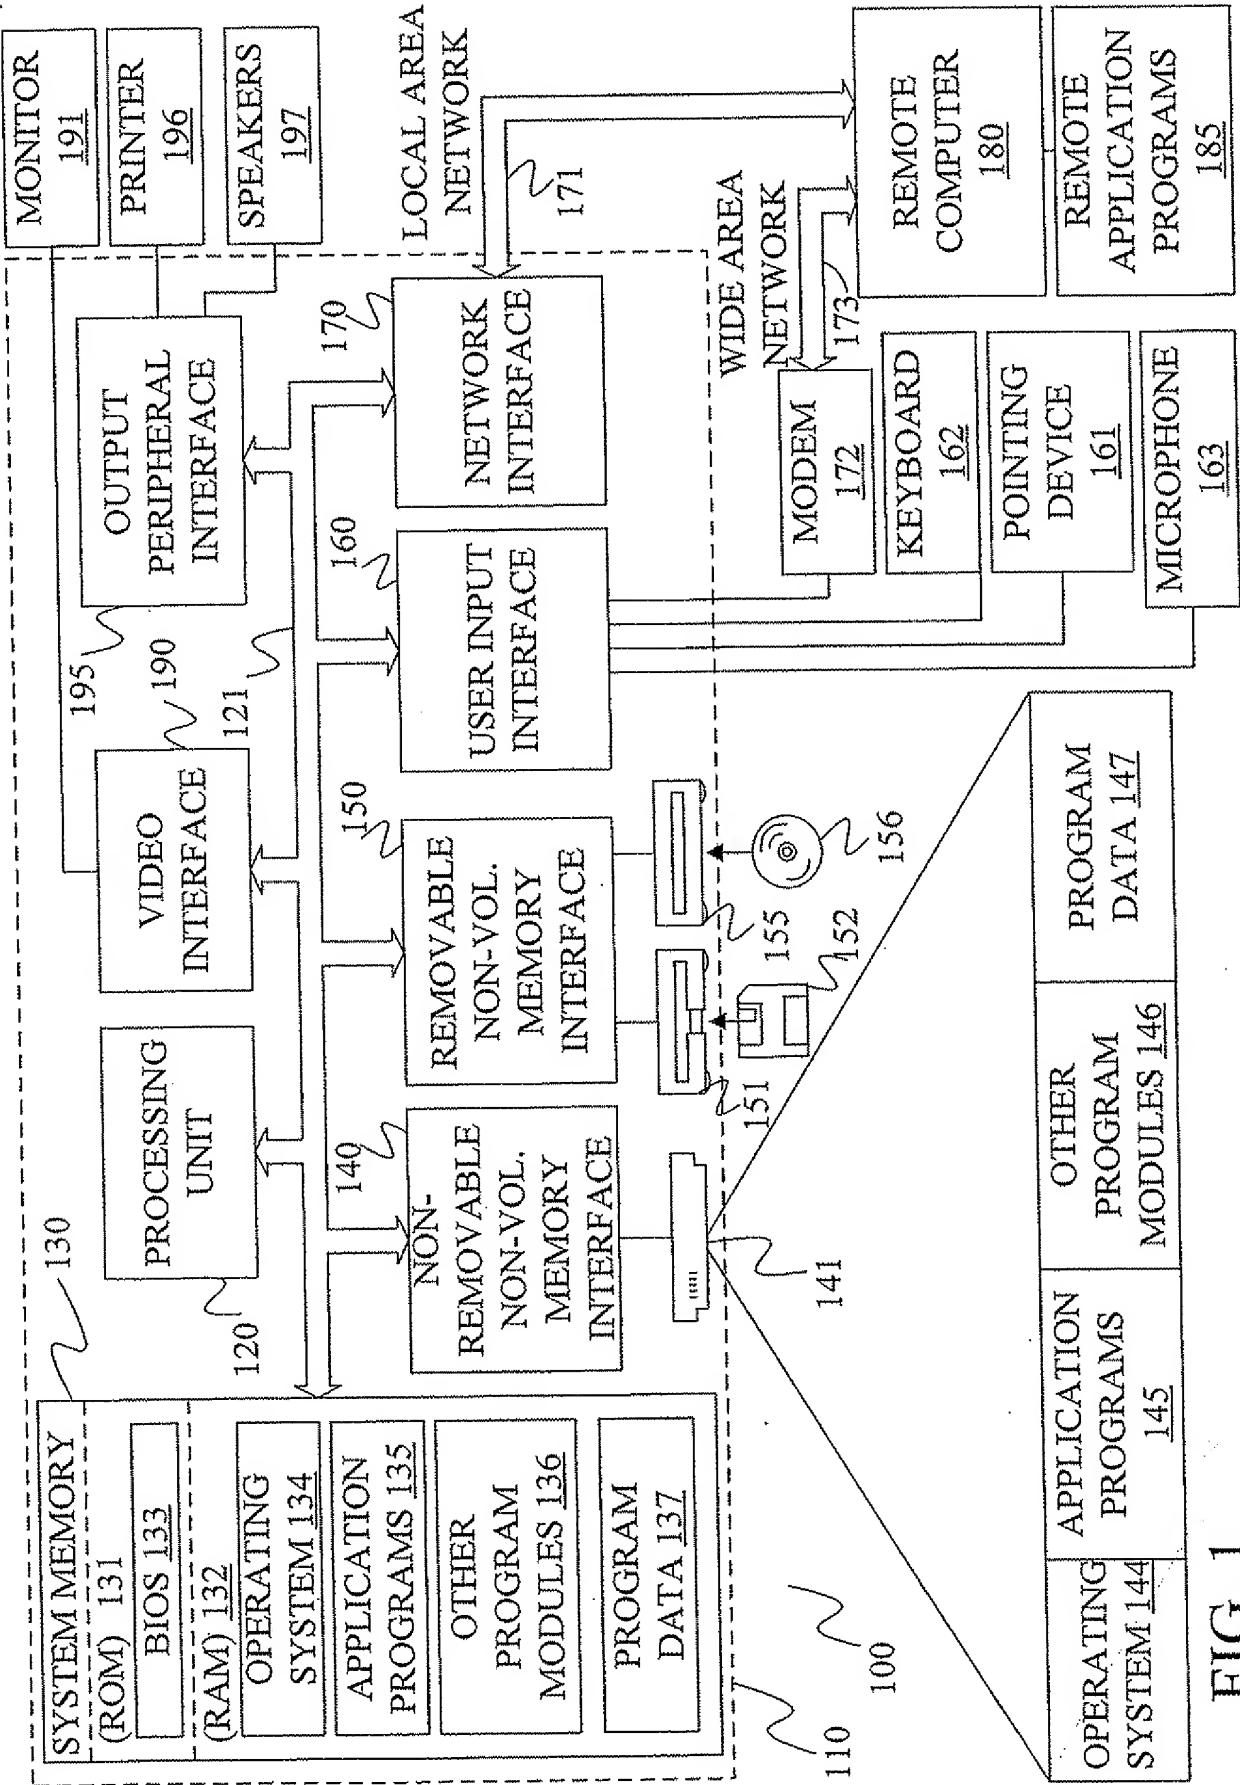 SYSTEM MEMORY
(ROM) 131
BIOS 133
(RAM) 132
OPERATING
SYSTEM 134
APPLICATION
PROGRAMS 135
OTHER
PROGRAM
MODULES 136
PROGRAM
DATA 137
130
PROCESSING
UNIT
120
VIDEO
INTERFACE
190
OUTPUT
PERIPHERAL
INTERFACE
195
121
MONITOR
191
PRINTER
196
SPEAKERS
197
NON-
REMOVABLE
NON-VOL.
MEMORY
INTERFACE
140
REMOVABLE
NON-VOL.
MEMORY
INTERFACE
150
USER INPUT
INTERFACE
160
NETWORK
INTERFACE
170
LOCAL AREA
NETWORK
171
WIDE AREA
NETWORK
173
141
151
152
155
156
MODEM
172
KEYBOARD
162
POINTING
DEVICE
161
MICROPHONE
163
REMOTE
COMPUTER
180
REMOTE
APPLICATION
PROGRAMS
185
110
100
OPERATING
SYSTEM 144
APPLICATION
PROGRAMS
145
OTHER
PROGRAM
MODULES 146
PROGRAM
DATA 147
FIG. 1